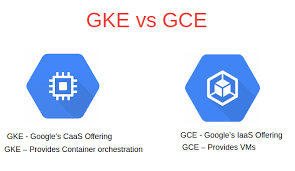 GKE vs GCE
GKE - Google's CaaS Offering
GKE – Provides Container orchestration
GCE - Google's IaaS Offering
GCE – Provides VMs